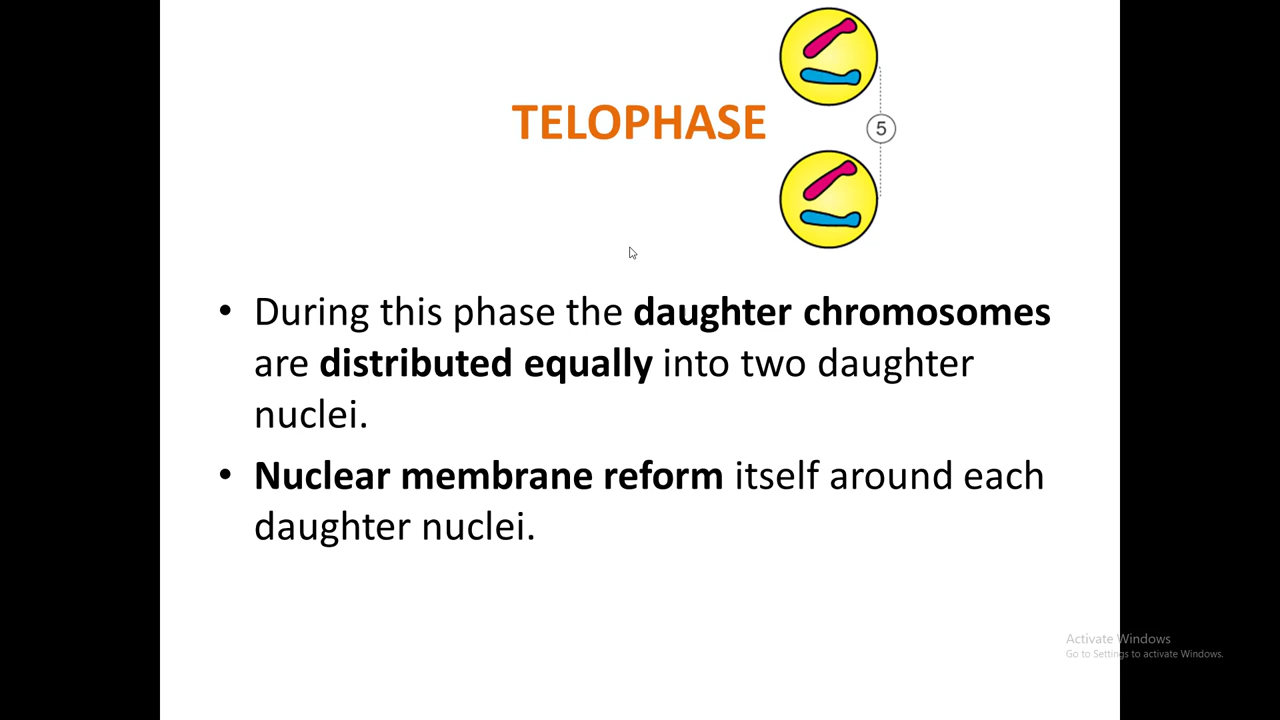 TELOPHASE
5
• During this phase the daughter chromosomes
are distributed equally into two daughter
nuclei.
• Nuclear membrane reform itself around each
daughter nuclei.
Activate Windows
Go to Settings to activate Windows.